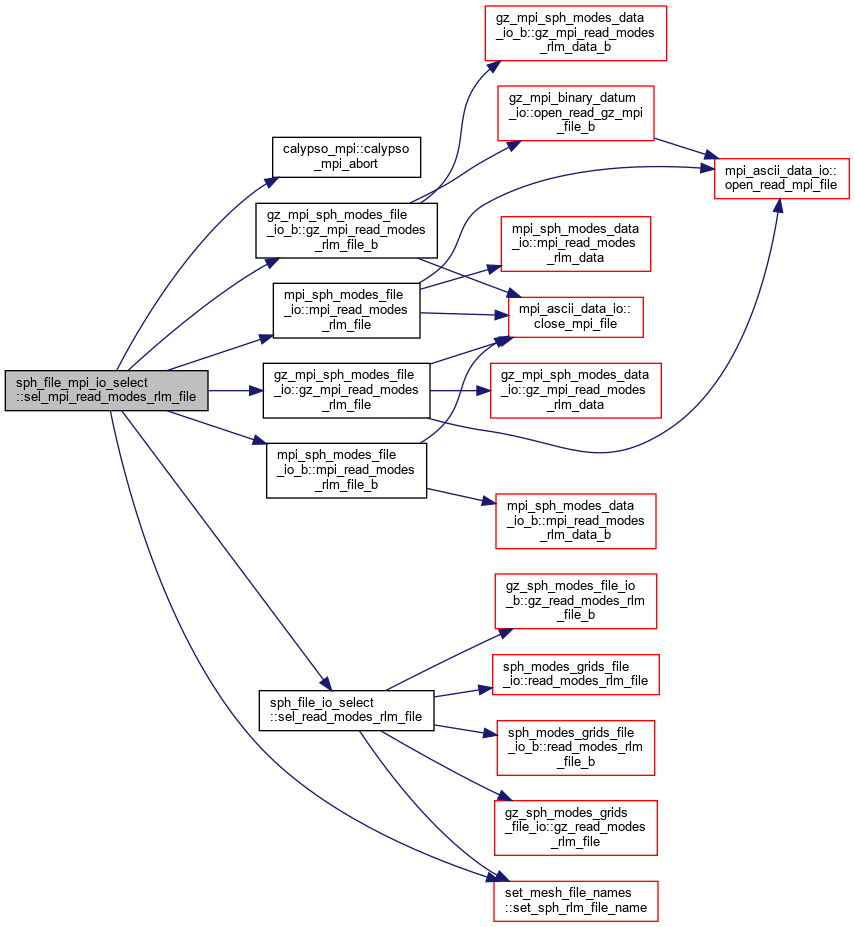 sph_file_mpi_io_select
::sel_mpi_read_modes_rlm_file
calypso_mpi::calypso
_mpi_abort
gz_mpi_sph_modes_file
_io_b::gz_mpi_read_modes
_rlm_file_b
mpi_sph_modes_file
_io::mpi_read_modes
_rlm_file
gz_mpi_sph_modes_file
_io::gz_mpi_read_modes
_rlm_file
mpi_sph_modes_file
_io_b::mpi_read_modes
_rlm_file_b
sph_file_io_select
::sel_read_modes_rlm_file
gz_mpi_sph_modes_data
_io_b::gz_mpi_read_modes
_rlm_data_b
gz_mpi_binary_datum
_io::open_read_gz_mpi
_file_b
mpi_sph_modes_data
_io::mpi_read_modes
_rlm_data
mpi_ascii_data_io::
close_mpi_file
gz_mpi_sph_modes_data
_io::gz_mpi_read_modes
_rlm_data
mpi_sph_modes_data
_io_b::mpi_read_modes
_rlm_data_b
gz_sph_modes_file_io
_b::gz_read_modes_rlm
_file_b
sph_modes_grids_file
_io::read_modes_rlm_file
sph_modes_grids_file
_io_b::read_modes_rlm
_file_b
gz_sph_modes_grids
_file_io::gz_read_modes
_rlm_file
set_mesh_file_names
::set_sph_rlm_file_name
mpi_ascii_data_io::
open_read_mpi_file